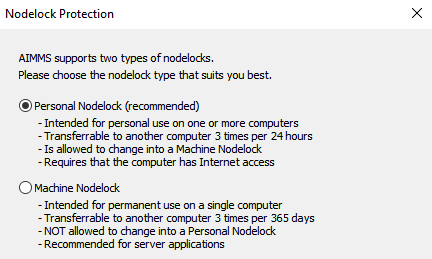 Nodelock Protection
AIMMS supports two types of nodelocks.
Please choose the nodelock type that suits you best.
Personal Nodelock (recommended)
- Intended for personal use on one or more computers
- Transferrable to another computer 3 times per 24 hours
- Is allowed to change into a Machine Nodelock
- Requires that the computer has Internet access
Machine Nodelock
- Intended for permanent use on a single computer
- Transferrable to another computer 3 times per 365 days
- NOT allowed to change into a Personal Nodelock
- Recommended for server applications